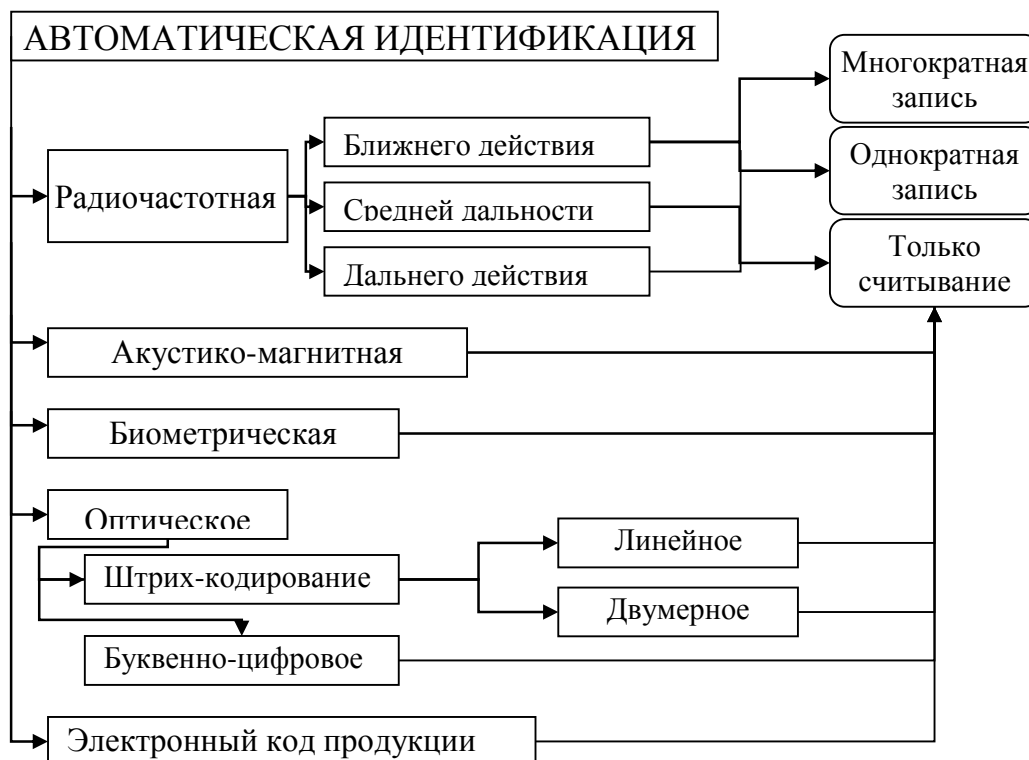 АВТОМАТИЧЕСКАЯ ИДЕНТИФИКАЦИЯ
Многократная
запись
Ближнего действия
Однократная
запись
Радиочастотная
Средней дальности
Только
считывание
Дальнего действия
Акустико-магнитная
Биометрическая
Оптическое
Линейное
Штрих-кодирование
Двумерное
Буквенно-цифровое
Электронный код продукции